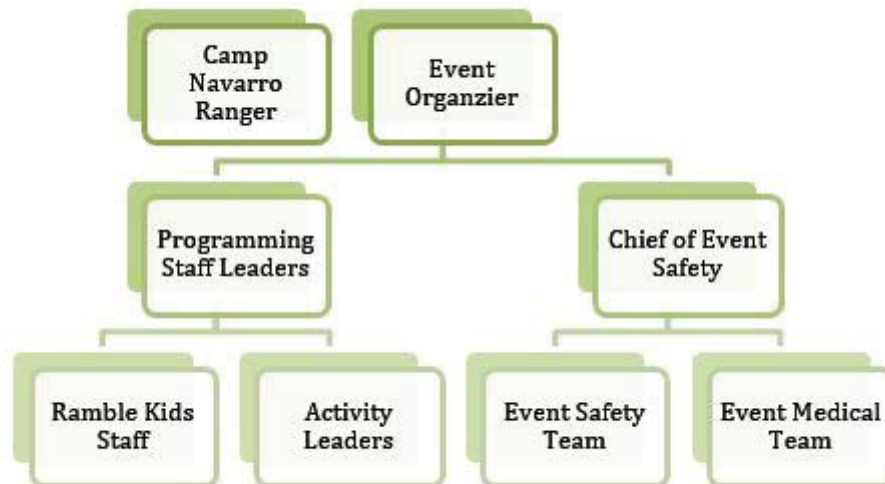 Camp
Navarro
Ranger
Event
Organzier
Programming
Staff Leaders
Chief of Event
Safety
Ramble Kids
Staff
Activity
Leaders
Event Safety
Team
Event Medical
Team